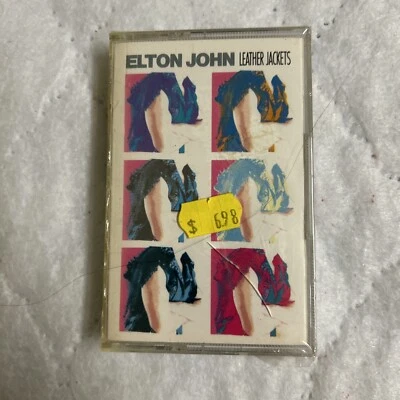 ELTON JOHN LEATHER JACKETS
$ 6.98